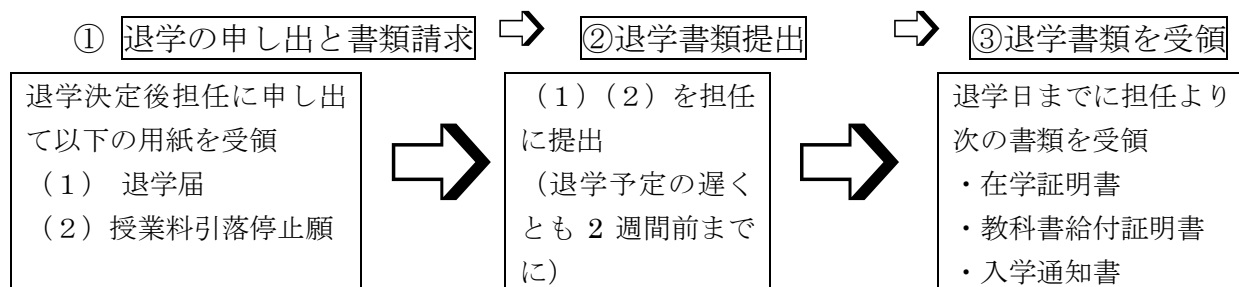 ① 退学の申し出と書類請求
②退学書類提出
③退学書類を受領
退学決定後担任に申し出
て以下の用紙を受領
（１） 退学届
（２）授業料引落停止願
（１）（２）を担任
に提出
（退学予定の遅く
とも 2 週間前まで
に）
退学日までに担任より
次の書類を受領
・在学証明書
・教科書給付証明書
・入学通知書